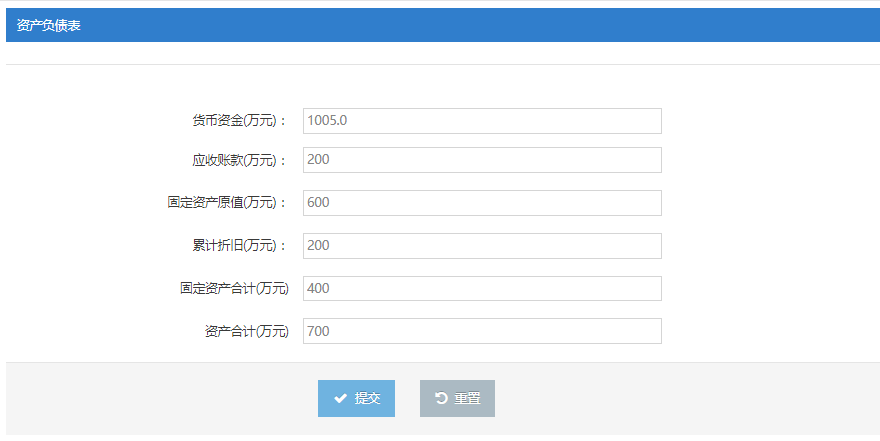 资产负债表
货币资金(万元)： 1005.0
应收账款(万元)： 200
固定资产原值(万元)： 600
累计折旧(万元)： 200
固定资产合计(万元) 400
资产合计(万元) 700
提交 重置